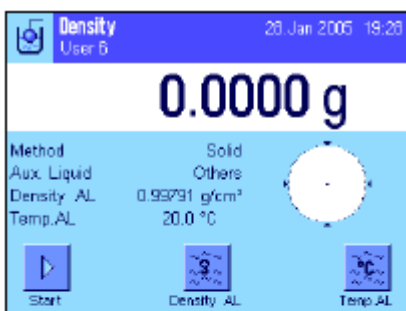 Density
28.Jan 2005 19:28
User 6
0.0000 g
Method Solid
Aux. Liquid Others
Density AL 0.99791 g/cm³
Temp.AL 20.0 °C
°C
Start Density AL Temp.AL